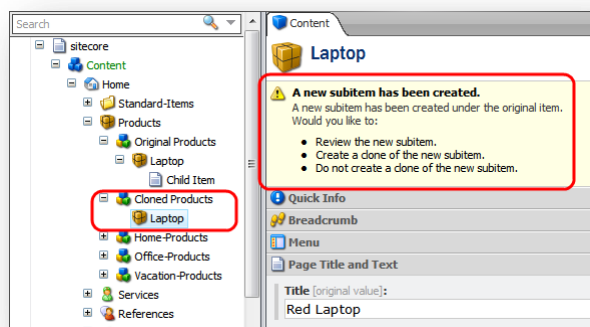 Search
sitecore
Content
Home
Standard-Items
Products
Original Products
Laptop
Child Item
Cloned Products
Laptop
Home-Products
Office-Products
Vacation-Products
Services
References
Content
Laptop
A new subitem has been created.
A new subitem has been created under the original item.
Would you like to:
• Review the new subitem.
• Create a clone of the new subitem.
• Do not create a clone of the new subitem.
Quick Info
Breadcrumb
Menu
Page Title and Text
Title [original value]:
Red Laptop